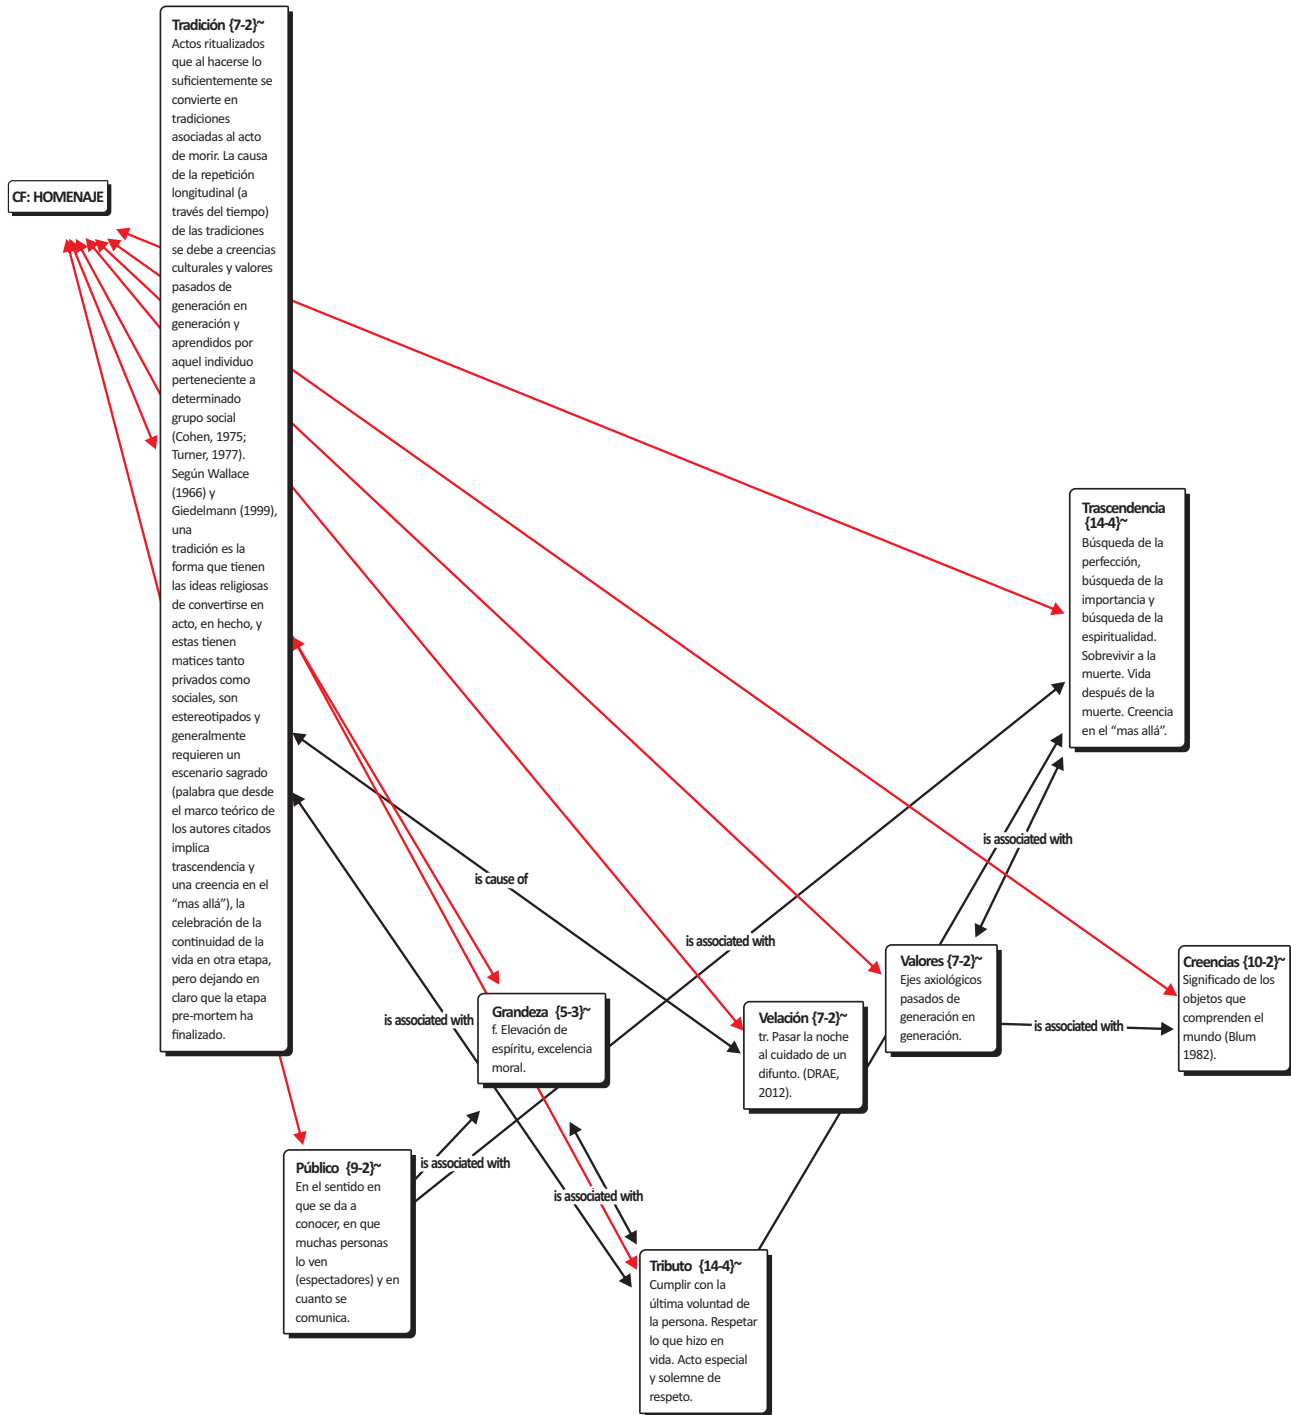 Tradición {7-2}~
Actos ritualizados
que al hacerse lo
suficientemente se
convierte en
tradiciones
asociadas al acto
de morir. La causa
de la repetición
longitudinal (a
través del tiempo)
de las tradiciones
se debe a creencias
culturales y valores
pasados de
generación en
generación y
aprendidos por
aquel individuo
perteneciente a
determinado
grupo social
(Cohen, 1975;
Turner, 1977).
Según Wallace
(1966) y
Giedelmann (1999),
una
tradición es la
forma que tienen
las ideas religiosas
de convertirse en
acto, en hecho, y
estas tienen
matices tanto
privados como
sociales, son
estereotipados y
generalmente
requieren un
escenario sagrado
(palabra que desde
el marco teórico de
los autores citados
implica
trascendencia y
una creencia en el
“mas allá”), la
celebración de la
continuidad de la
vida en otra etapa,
pero dejando en
claro que la etapa
pre-mortem ha
finalizado.
CF: HOMENAJE
Trascendencia
{14-4}~
Búsqueda de la
perfección,
búsqueda de la
importancia y
búsqueda de la
espiritualidad.
Sobrevivir a la
muerte. Vida
después de la
muerte. Creencia
en el “mas allá”.
is associated with
is cause of
is associated with
Valores {7-2}~
Ejes axiológicos
pasados de
generación en
generación.
Creencias {10-2}~
Significado de los
objetos que
comprenden el
mundo (Blum
1982).
is associated with
is associated with
Grandeza {5-3}~
f. Elevación de
espíritu, excelencia
moral.
Velación {7-2}~
tr. Pasar la noche
al cuidado de un
difunto. (DRAE,
2012).
Público {9-2}~
En el sentido en
que se da a
conocer, en que
muchas personas
lo ven
(espectadores) y en
cuanto se
comunica.
is associated with
is associated with
Tributo {14-4}~
Cumplir con la
última voluntad de
la persona. Respetar
lo que hizo en
vida. Acto especial
y solemne de
respeto.